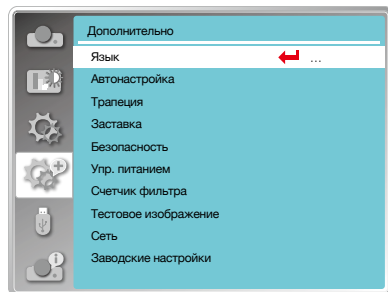 Дополнительно
Язык ...
Автонастройка
Трапеция
Заставка
Безопасность
Упр. питанием
Счетчик фильтра
Тестовое изображение
Сеть
Заводские настройки